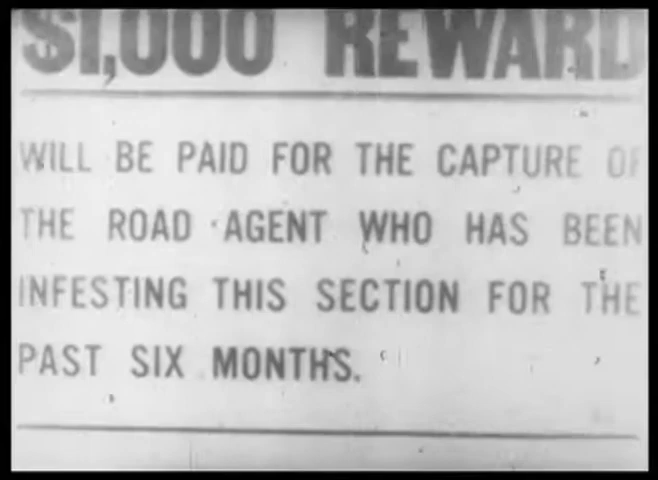 $1,000 REWARD
WILL BE PAID FOR THE CAPTURE OF
THE ROAD AGENT WHO HAS BEEN
INFESTING THIS SECTION FOR THE
PAST SIX MONTHS.